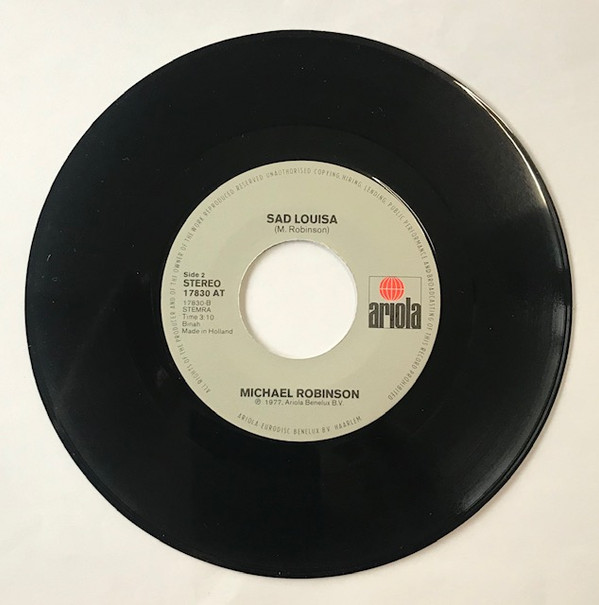 ALL RIGHTS OF THE PRODUCER AND OF THE OWNER OF THE WORK REPRODUCED RESERVED UNAUTHORISED COPYING, HIRING, LENDING, PUBLIC PERFORMANCE AND BROADCASTING OF THIS RECORD PROHIBITED
SAD LOUISA
(M. Robinson)
Side 2
STEREO
17830 AT
17830-B
STEMRA
Time 3:10
Binah
Made in Holland
ariola
MICHAEL ROBINSON
℗ 1977, Ariola Benelux B.V.
ARIOLA-EURODISC BENELUX B.V. HAARLEM